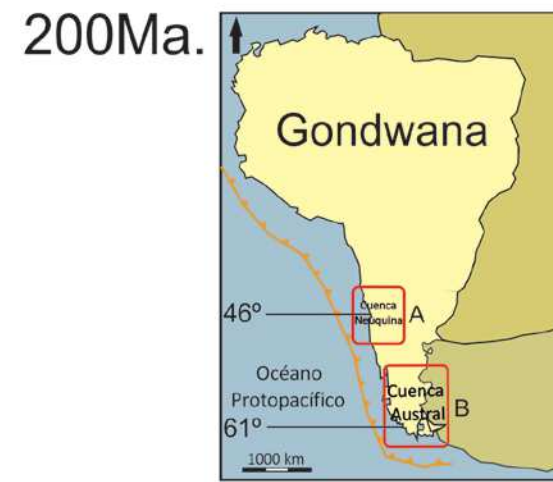 200Ma.
Gondwana
Cuenca
Neuquina
A
46º
Océano
Protopacífico
Cuenca
Austral
B
61º
1000 km